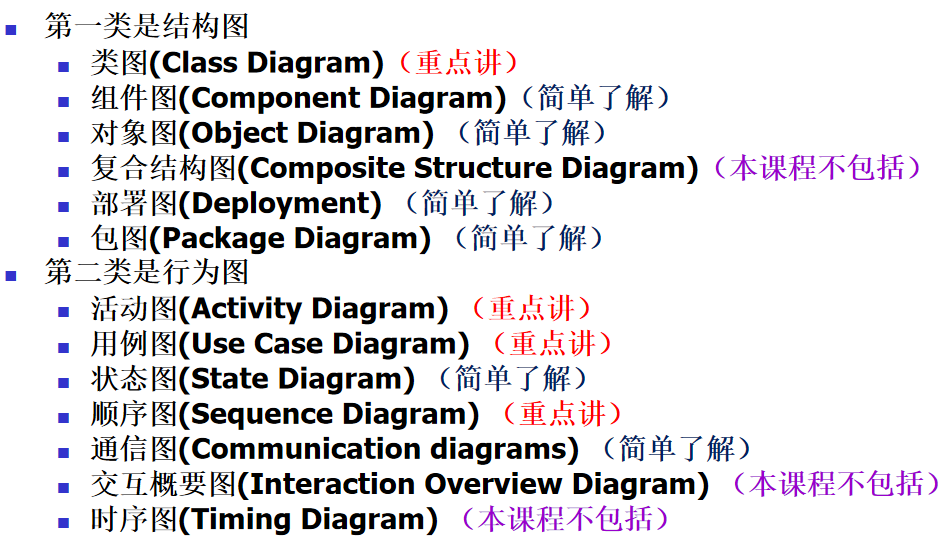 第一类是结构图
类图(Class Diagram)（重点讲）
组件图(Component Diagram)（简单了解）
对象图(Object Diagram) （简单了解）
复合结构图(Composite Structure Diagram)（本课程不包括）
部署图(Deployment) （简单了解）
包图(Package Diagram) （简单了解）
第二类是行为图
活动图(Activity Diagram) （重点讲）
用例图(Use Case Diagram) （重点讲）
状态图(State Diagram) （简单了解）
顺序图(Sequence Diagram) （重点讲）
通信图(Communication diagrams) （简单了解）
交互概要图(Interaction Overview Diagram) （本课程不包括）
时序图(Timing Diagram) （本课程不包括）